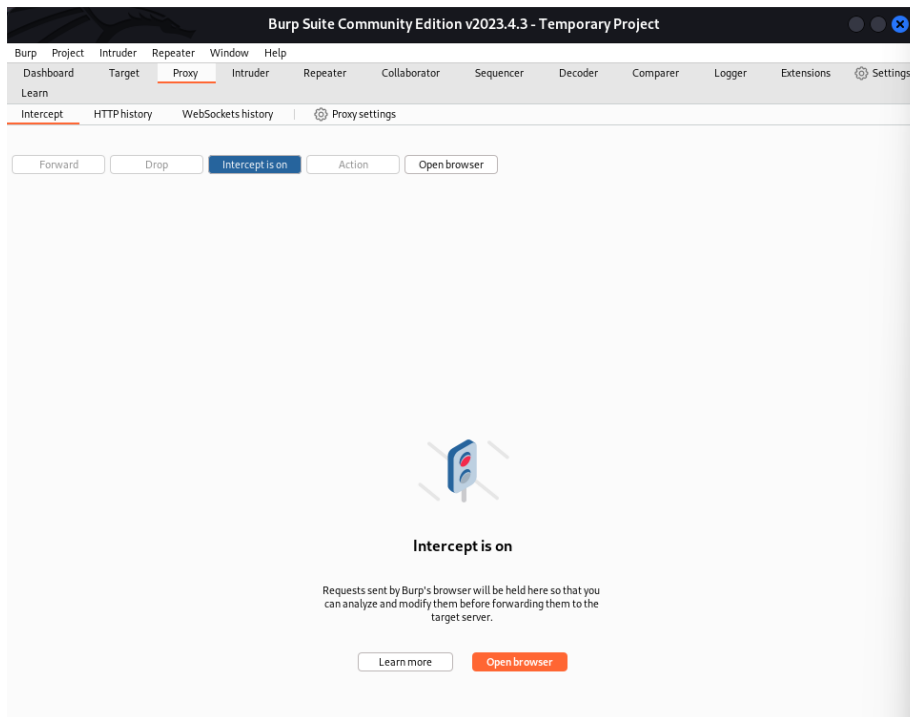 Burp Suite Community Edition v2023.4.3 - Temporary Project
Burp Project Intruder Repeater Window Help
Dashboard Target Proxy Intruder Repeater Collaborator Sequencer Decoder Comparer Logger Extensions Settings
Learn
Intercept HTTP history WebSockets history Proxy settings
Forward Drop Intercept is on Action Open browser
Intercept is on
Requests sent by Burp's browser will be held here so that you
can analyze and modify them before forwarding them to the
target server.
Learn more Open browser